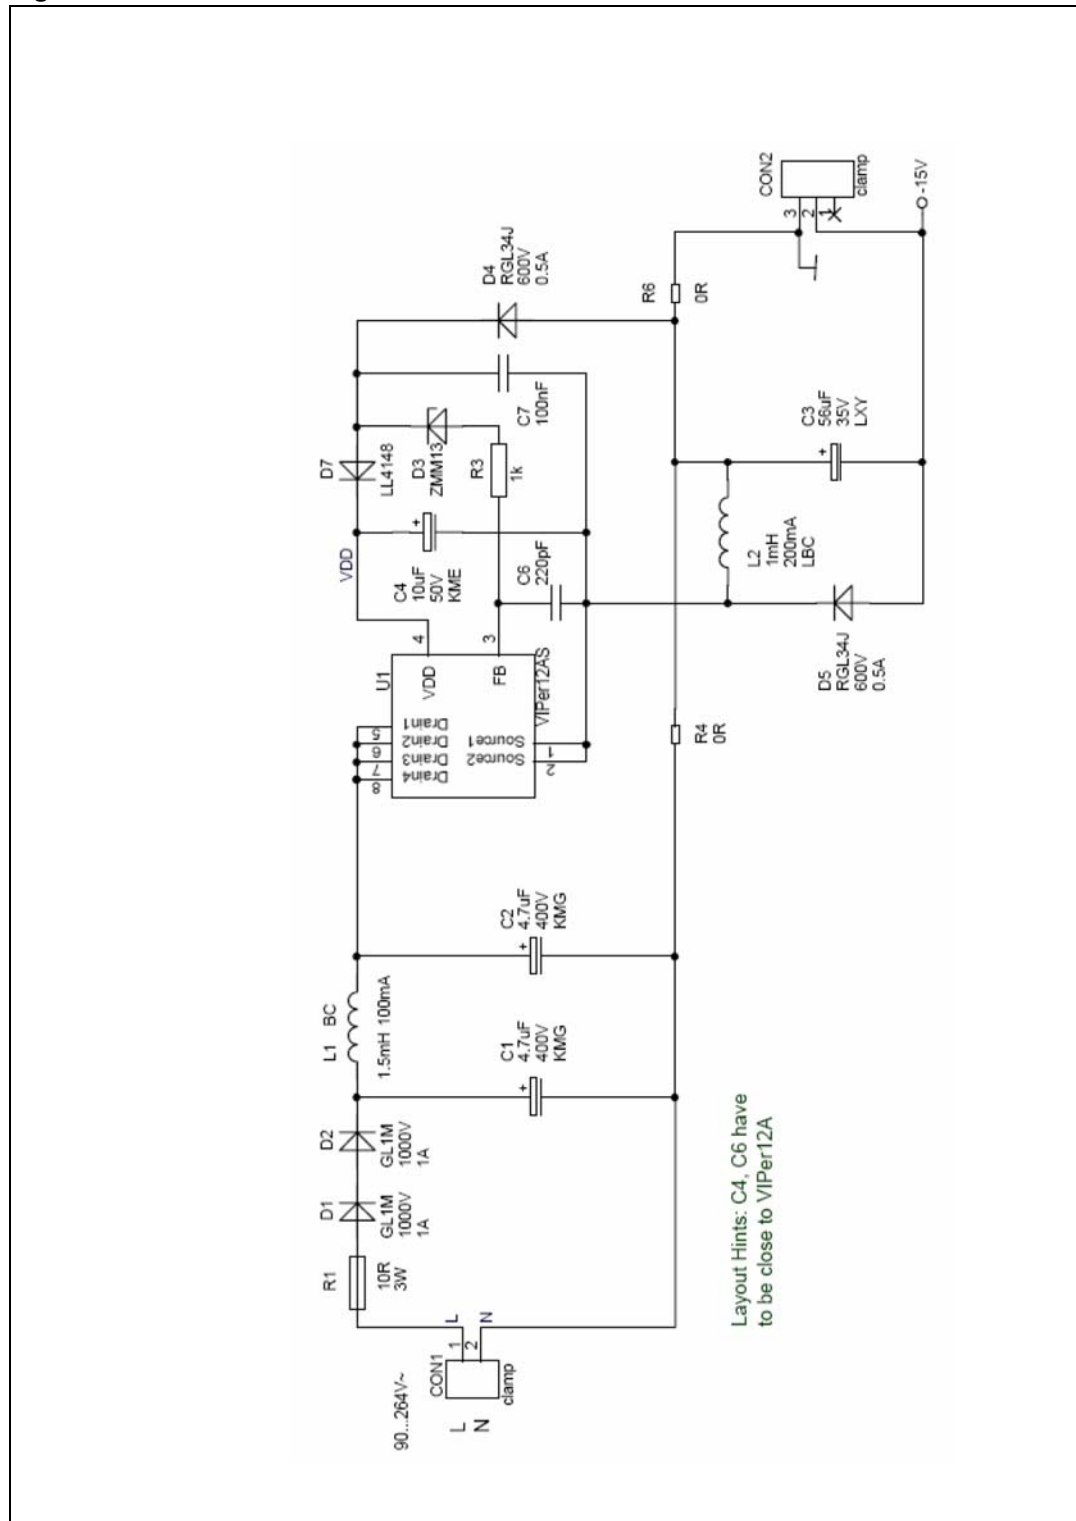 90...264V~
L
N
CON1
clamp
1
2
L
N
R1
10R
3W
D1
GL1M
1000V
1A
D2
GL1M
1000V
1A
L1 BC
1.5mH 100mA
C1
4.7uF
400V
KMG
+
C2
4.7uF
400V
KMG
+
U1
VIPer12AS
8
7
6
5
Drain4
Drain3
Drain2
Drain1
Source2
Source1
2
1
VDD
4
FB
3
VDD
C4
10uF
50V
KME
+
D7
LL4148
D3
ZMM13
R3
1k
C6
220pF
C7
100nF
D4
RGL34J
600V
0.5A
R4
0R
R6
0R
L2
1mH
200mA
LBC
D5
RGL34J
600V
0.5A
C3
56uF
35V
LXY
+
CON2
clamp
3
2
1
-15V
Layout Hints: C4, C6 have
to be close to VIPer12A